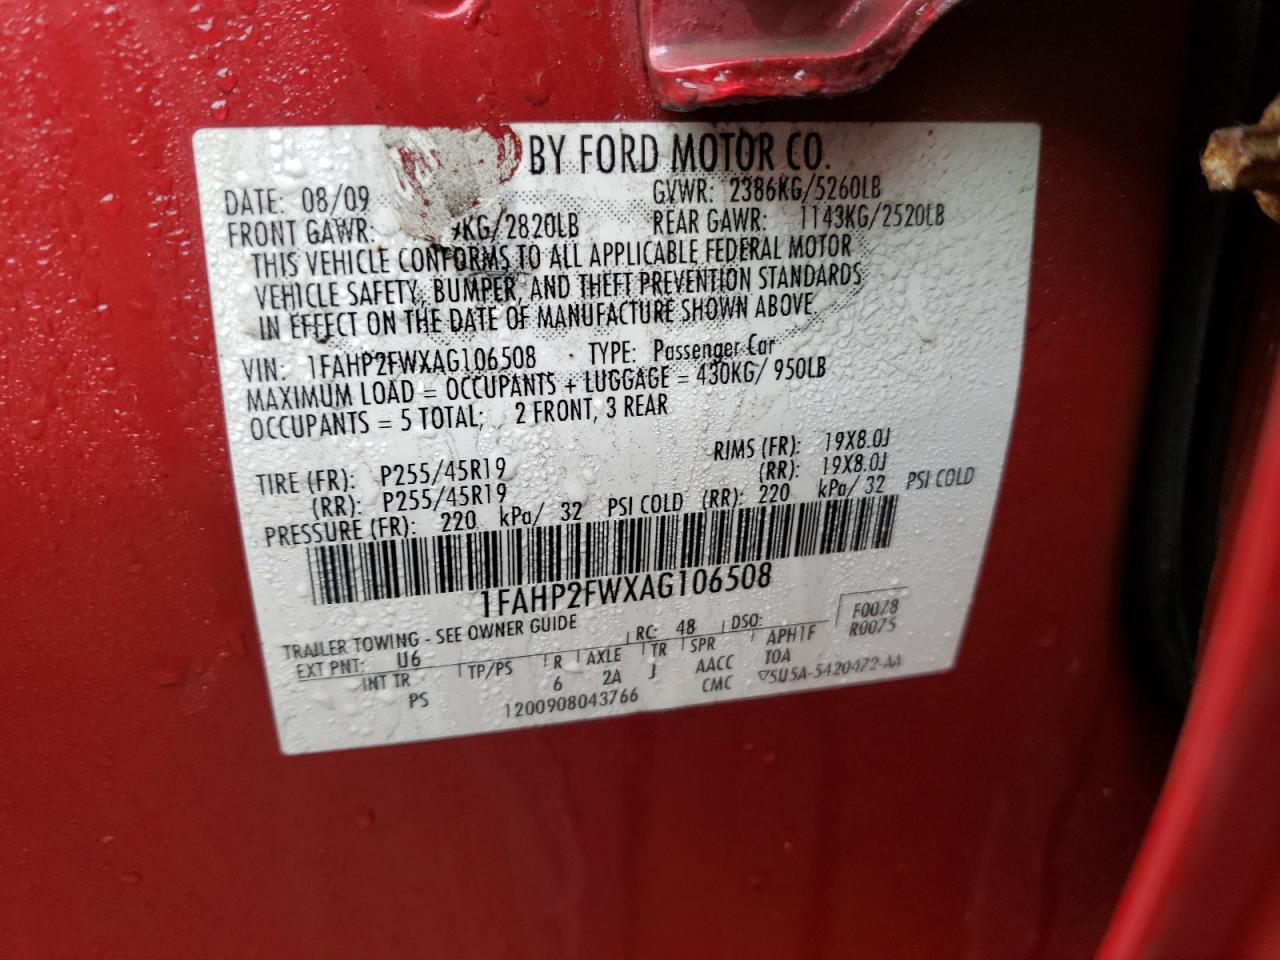 BY FORD MOTOR CO.
DATE: 08/09 GVWR: 2386KG/5260LB
FRONT GAWR: KG/2820LB REAR GAWR: 1143KG/2520LB
THIS VEHICLE CONFORMS TO ALL APPLICABLE FEDERAL MOTOR
VEHICLE SAFETY, BUMPER, AND THEFT PREVENTION STANDARDS
IN EFFECT ON THE DATE OF MANUFACTURE SHOWN ABOVE
VIN: 1FAHP2FWXAG106508 TYPE: Passenger Car
MAXIMUM LOAD = OCCUPANTS + LUGGAGE = 430KG/ 950LB
OCCUPANTS = 5 TOTAL; 2 FRONT, 3 REAR
TIRE (FR): P255/45R19 RIMS (FR): 19X8.0J
(RR): P255/45R19 (RR): 19X8.0J
PRESSURE (FR): 220 kPa/ 32 PSI COLD (RR): 220 kPa/ 32 PSI COLD
1FAHP2FWXAG106508
TRAILER TOWING - SEE OWNER GUIDE F0078
EXT PNT: U6 RC: 48 DSO: R0075
INT TR TP/PS R AXLE TR SPR APH1F
PS 6 2A J AACC TOA
1200908043766 CMC ▽5U5A-5420472-AA